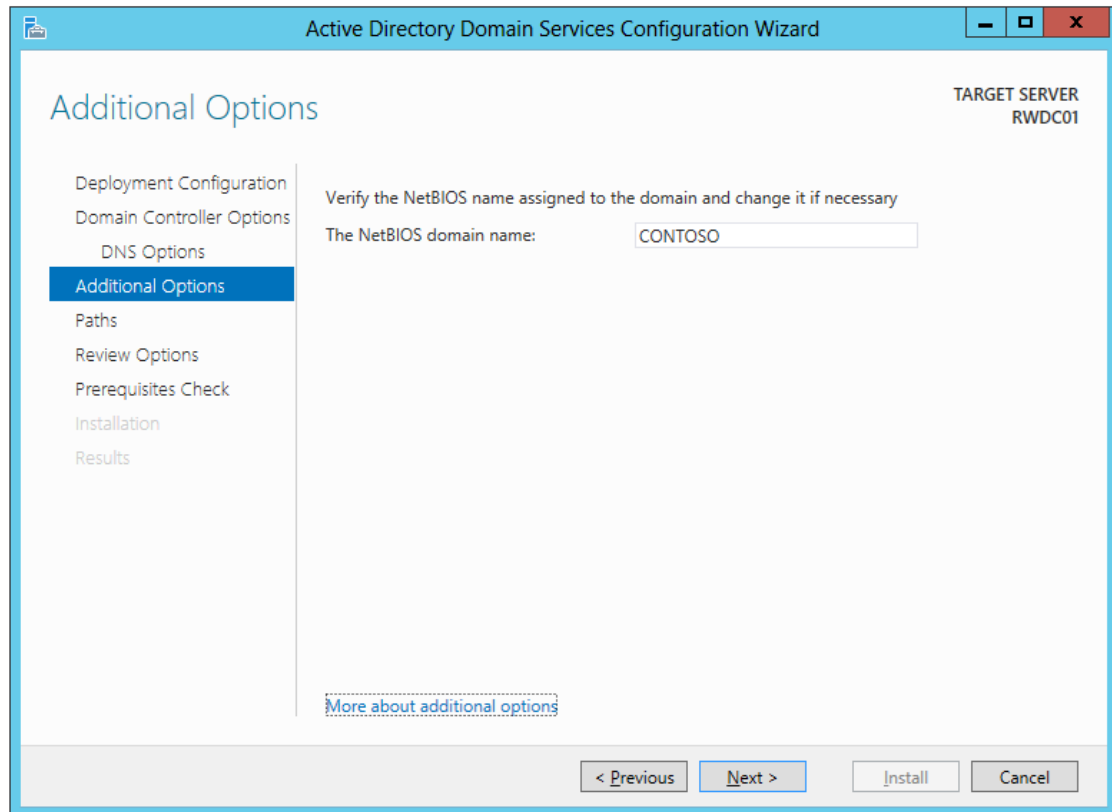 Active Directory Domain Services Configuration Wizard
Additional Options
TARGET SERVER
RWDC01
Deployment Configuration
Domain Controller Options
DNS Options
Additional Options
Paths
Review Options
Prerequisites Check
Installation
Results
Verify the NetBIOS name assigned to the domain and change it if necessary
The NetBIOS domain name: CONTOSO
More about additional options
< Previous Next > Install Cancel